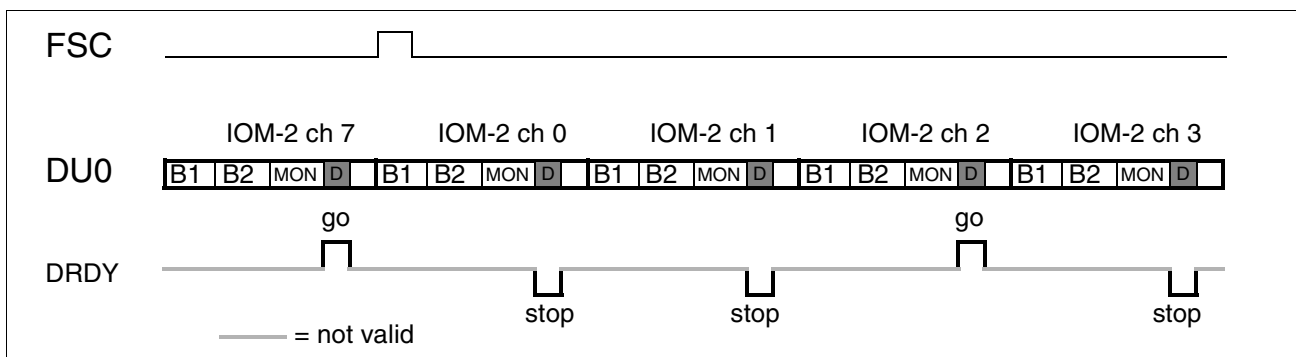 FSC
IOM-2 ch 7 IOM-2 ch 0 IOM-2 ch 1 IOM-2 ch 2 IOM-2 ch 3
DU0 B1 B2 MON D B1 B2 MON D B1 B2 MON D B1 B2 MON D B1 B2 MON D
go go
DRDY
stop stop stop
= not valid